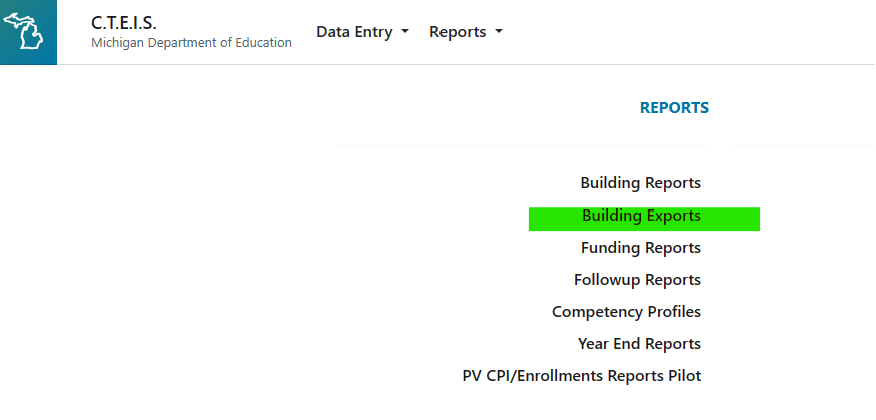 C.T.E.I.S.
Michigan Department of Education
Data Entry
Reports
REPORTS
Building Reports
Building Exports
Funding Reports
Followup Reports
Competency Profiles
Year End Reports
PV CPI/Enrollments Reports Pilot